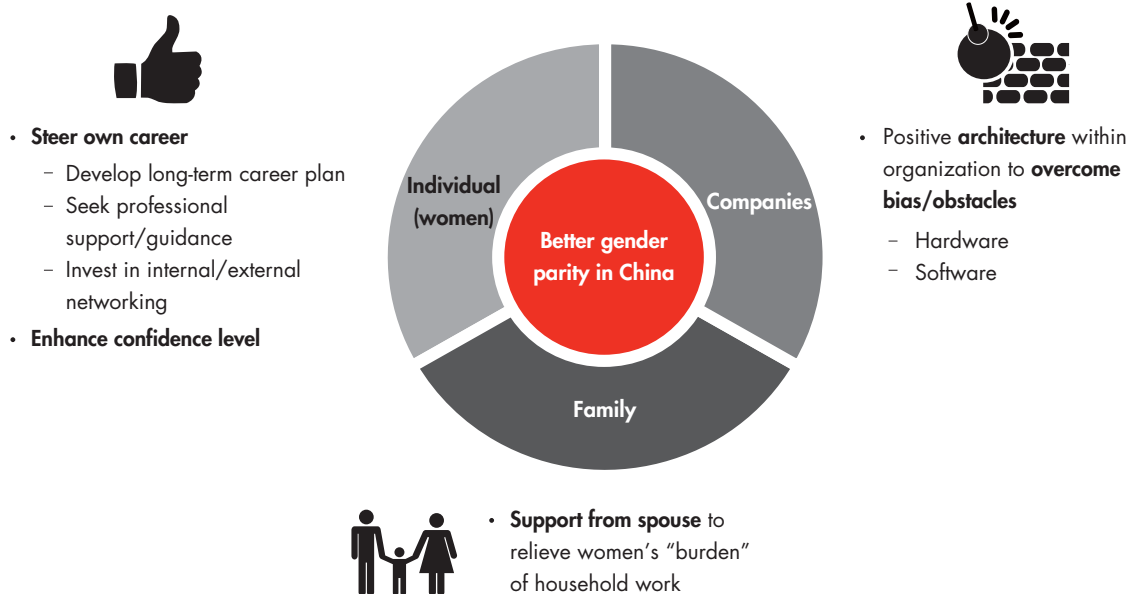 • Steer own career
– Develop long-term career plan
– Seek professional
support/guidance
– Invest in internal/external
networking
• Enhance confidence level
Individual
(women)
Companies
Better gender
parity in China
Family
• Positive architecture within
organization to overcome
bias/obstacles
– Hardware
– Software
• Support from spouse to
relieve women’s “burden”
of household work